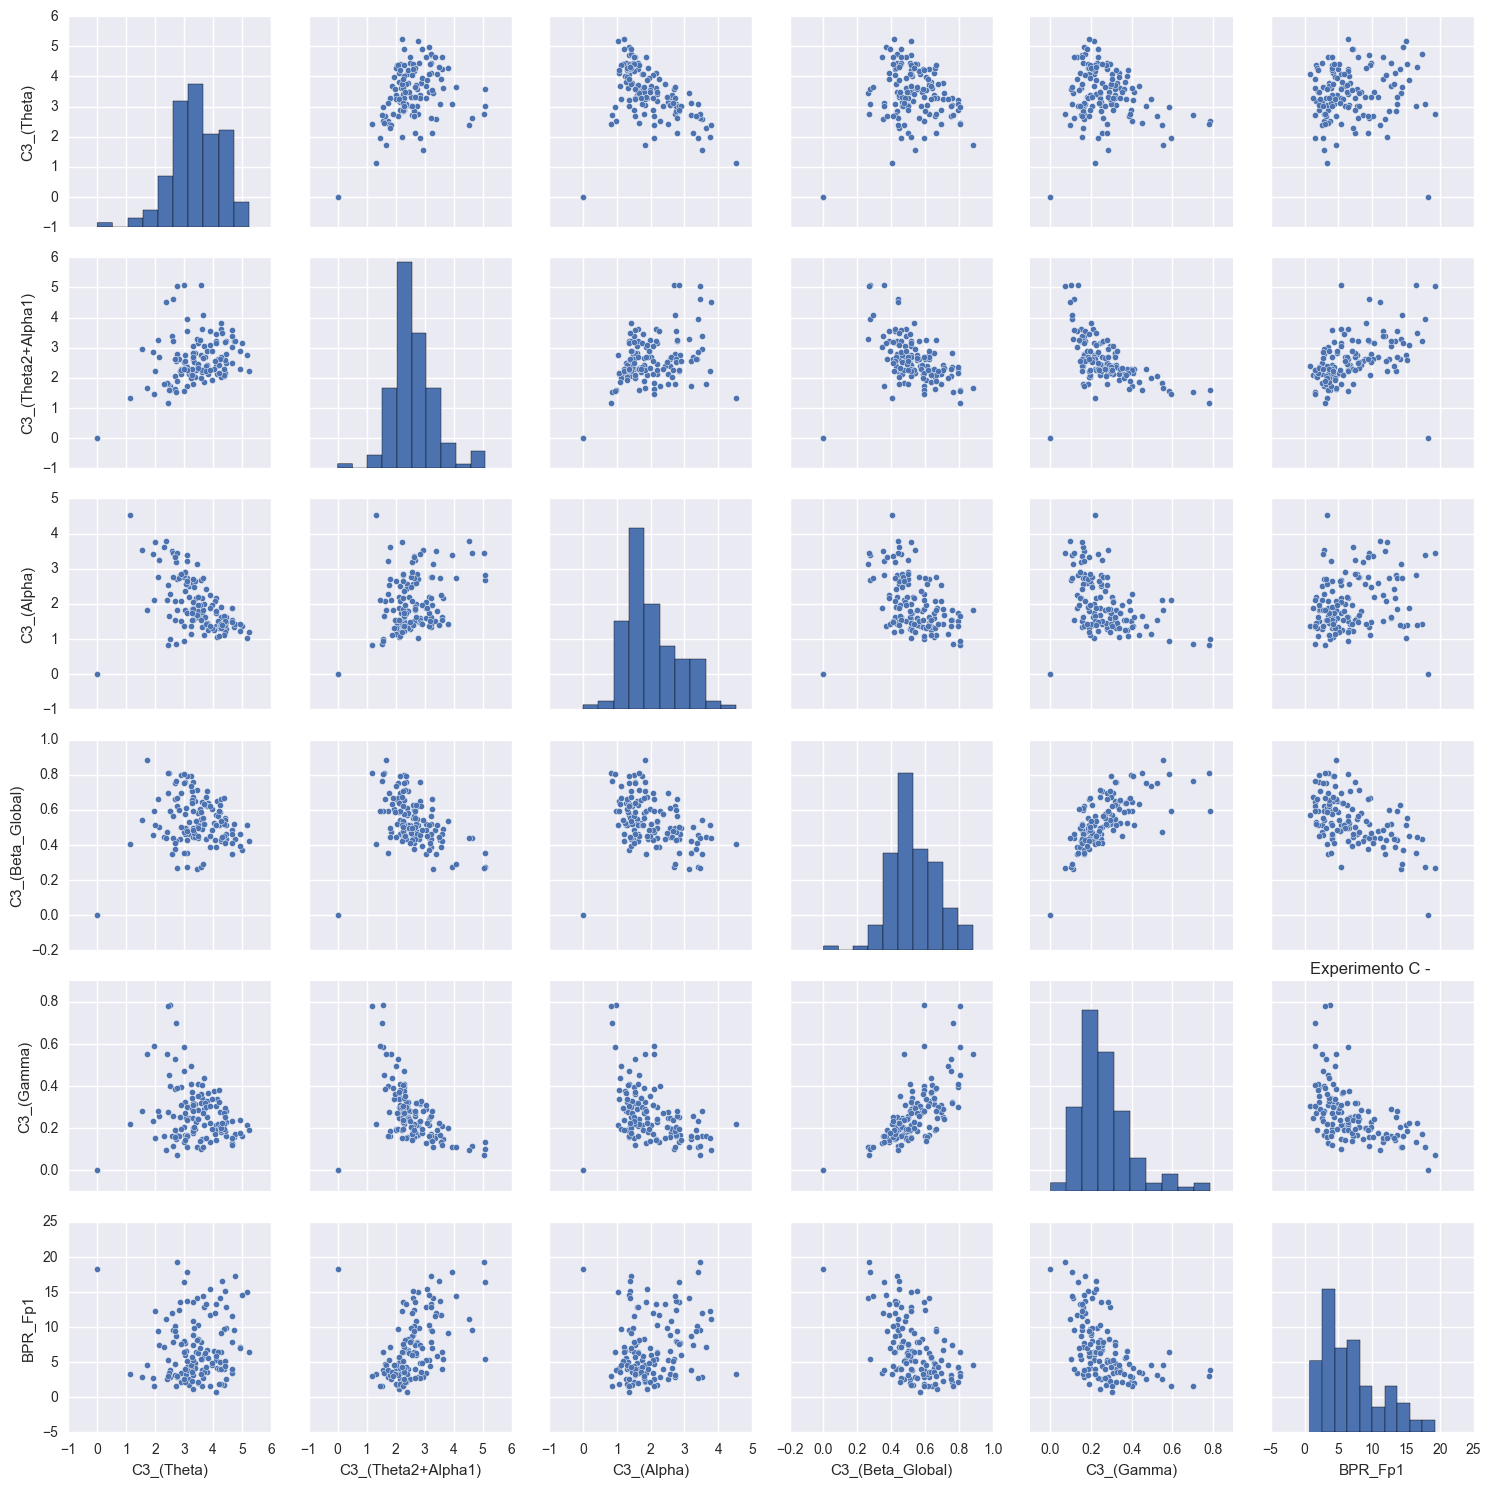 6
5
4
3
2
1
0
−1
C3_(Theta)
6
5
4
3
2
1
0
−1
C3_(Theta2+Alpha1)
5
4
3
2
1
0
−1
C3_(Alpha)
1.0
0.8
0.6
0.4
0.2
0.0
−0.2
C3_(Beta_Global)
Experimento C -
0.8
0.6
0.4
0.2
0.0
C3_(Gamma)
25
20
15
10
5
0
−5
BPR_Fp1
−1 0 1 2 3 4 5 6
−1 0 1 2 3 4 5 6
−1 0 1 2 3 4 5
−0.2 0.0 0.2 0.4 0.6 0.8 1.0
0.0 0.2 0.4 0.6 0.8
−5 0 5 10 15 20 25
C3_(Theta)
C3_(Theta2+Alpha1)
C3_(Alpha)
C3_(Beta_Global)
C3_(Gamma)
BPR_Fp1